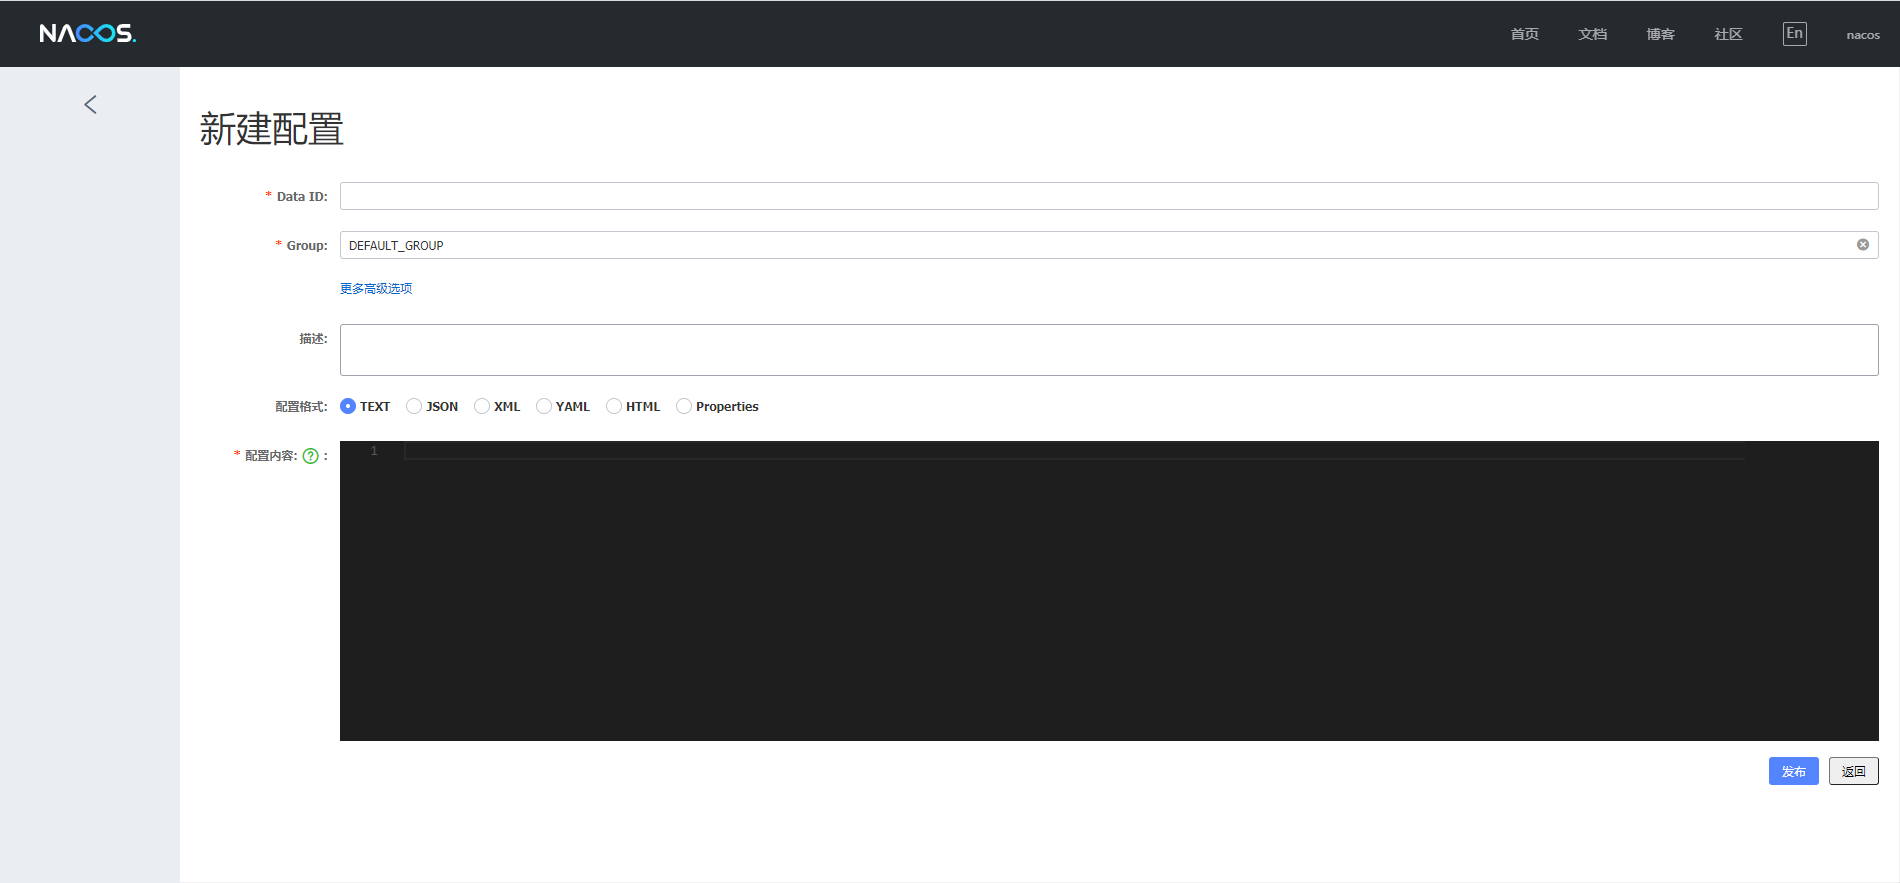 NACOS. 首页 文档 博客 社区 En nacos
新建配置
* Data ID:
* Group: DEFAULT_GROUP
更多高级选项
描述:
配置格式: TEXT JSON XML YAML HTML Properties
* 配置内容: ? :
1
发布 返回